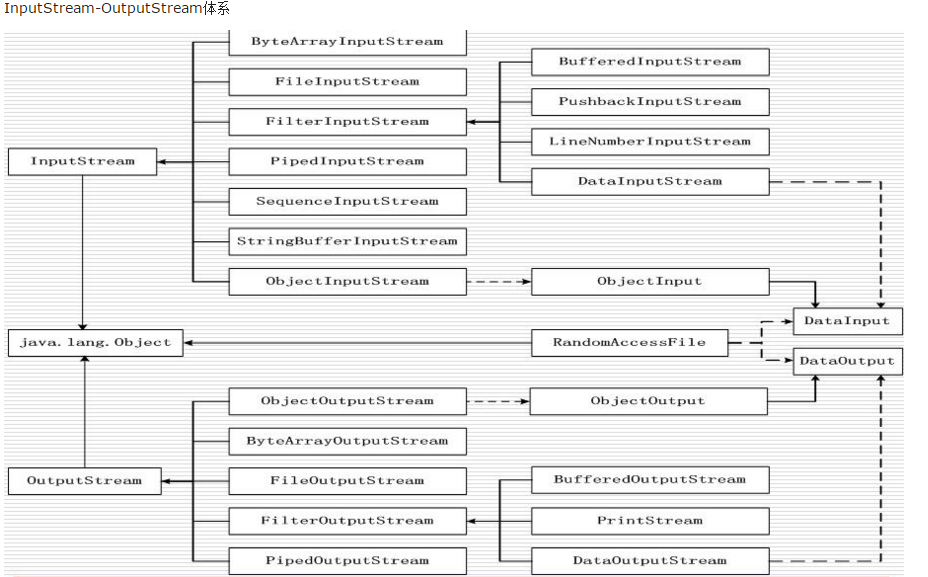 InputStream-OutputStream体系
ByteArrayInputStream
FileInputStream
FilterInputStream
PipedInputStream
SequenceInputStream
StringBufferInputStream
ObjectInputStream
BufferedInputStream
PushbackInputStream
LineNumberInputStream
DataInputStream
ObjectInput
InputStream
java.lang.Object
RandomAccessFile
DataInput
DataOutput
OutputStream
ObjectOutputStream
ByteArrayOutputStream
FileOutputStream
FilterOutputStream
PipedOutputStream
ObjectOutput
BufferedOutputStream
PrintStream
DataOutputStream